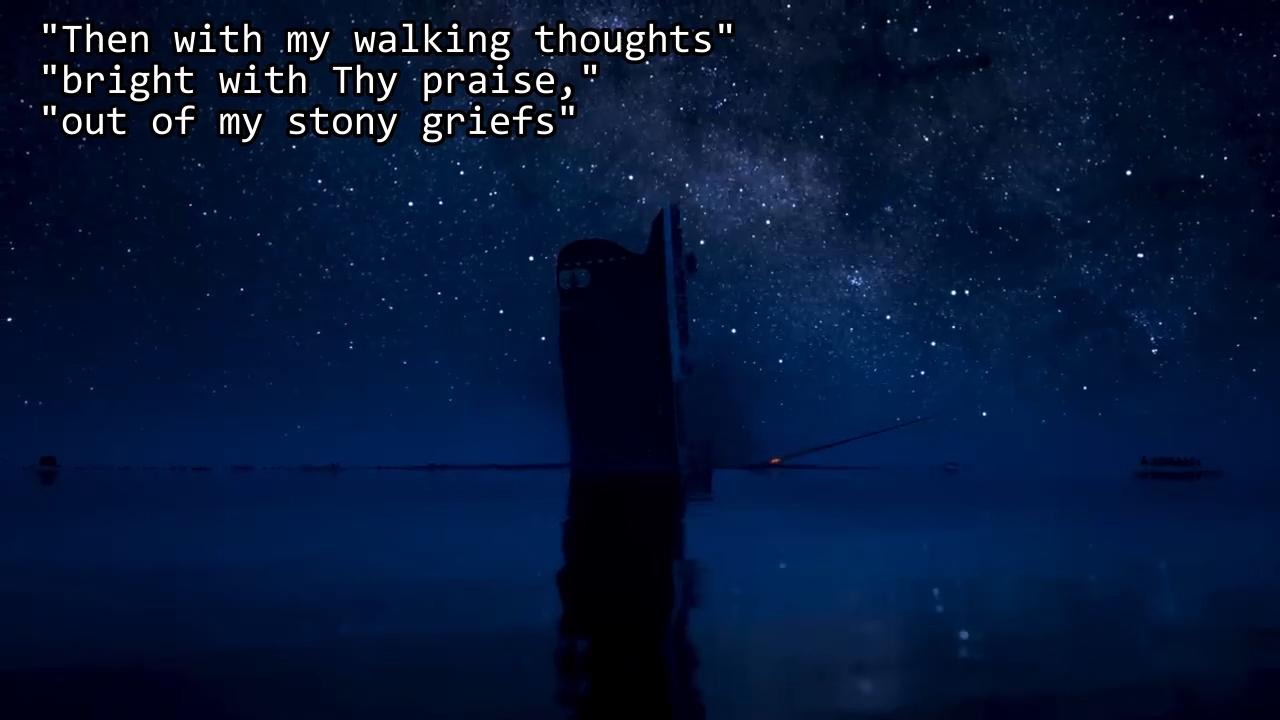 "Then with my walking thoughts"
"bright with Thy praise,"
"out of my stony griefs"